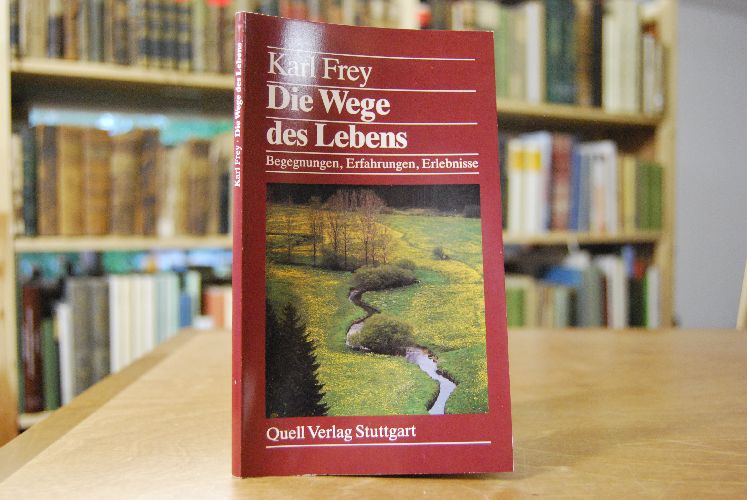 Karl Frey
Die Wege
des Lebens
Begegnungen, Erfahrungen, Erlebnisse
Quell Verlag Stuttgart
Karl Frey Die Wege des Lebens